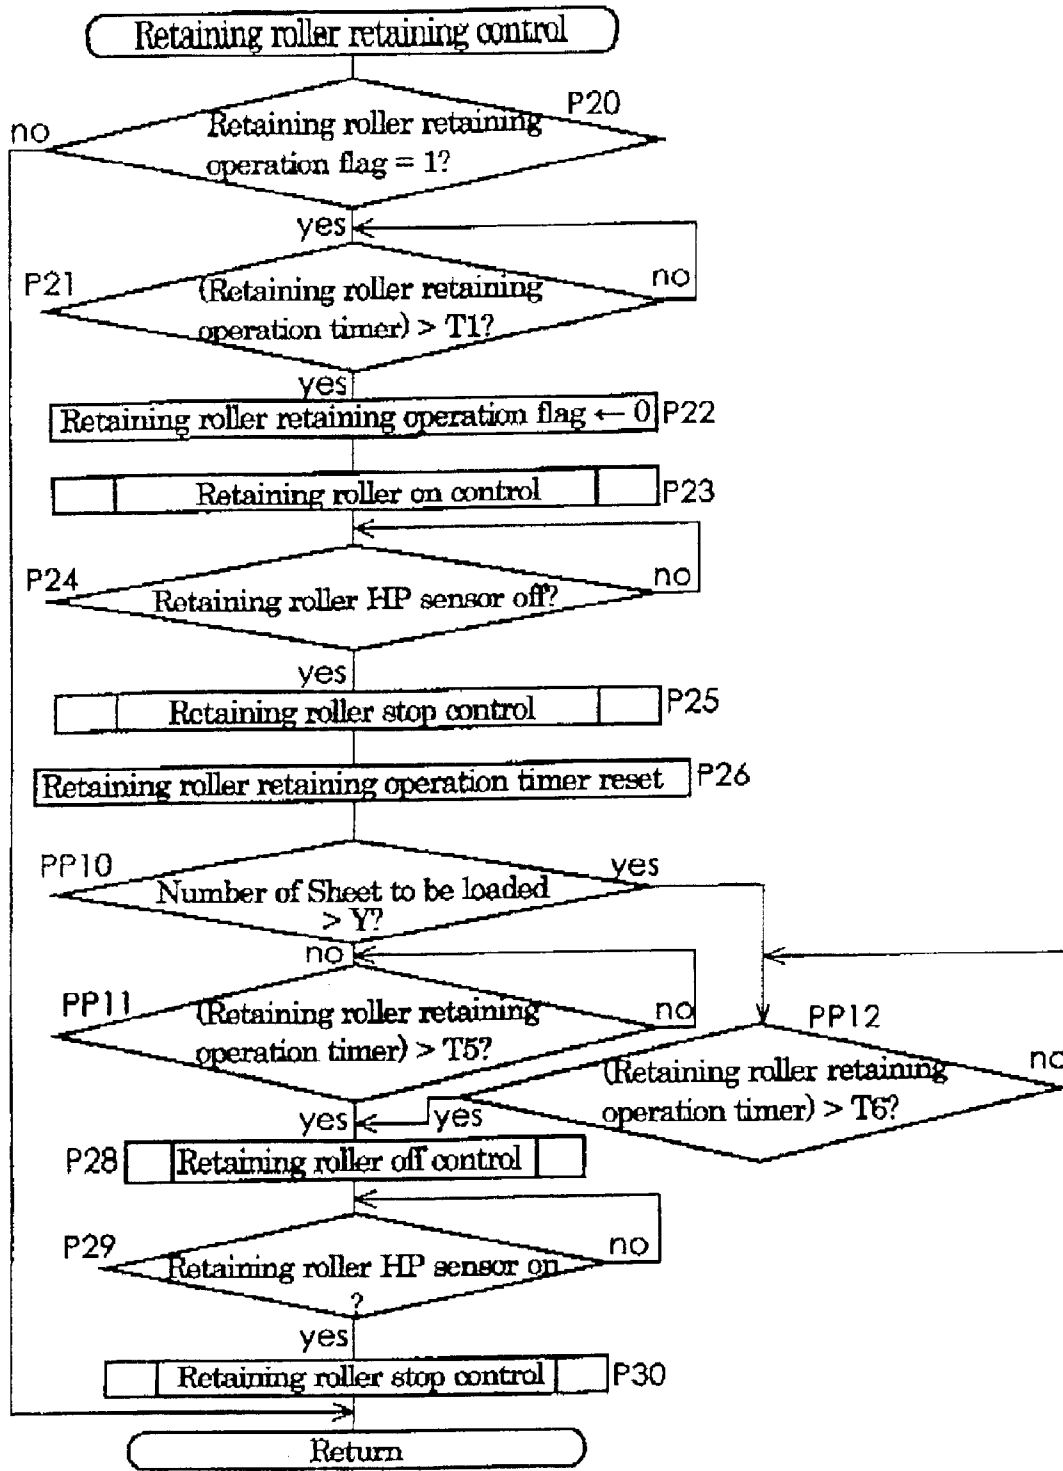 Retaining roller retaining control
P20
no
Retaining roller retaining
operation flag = 1?
yes
P21
no
(Retaining roller retaining
operation timer) > T1?
yes
Retaining roller retaining operation flag ← 0
P22
Retaining roller on control
P23
P24
no
Retaining roller HP sensor off?
yes
Retaining roller stop control
P25
Retaining roller retaining operation timer reset
P26
PP10
yes
Number of Sheet to be loaded
> Y?
no
PP11
no
(Retaining roller retaining
operation timer) > T5?
PP12
no
(Retaining roller retaining
operation timer) > T6?
yes
yes
P28
Retaining roller off control
P29
no
Retaining roller HP sensor on
?
yes
Retaining roller stop control
P30
Return